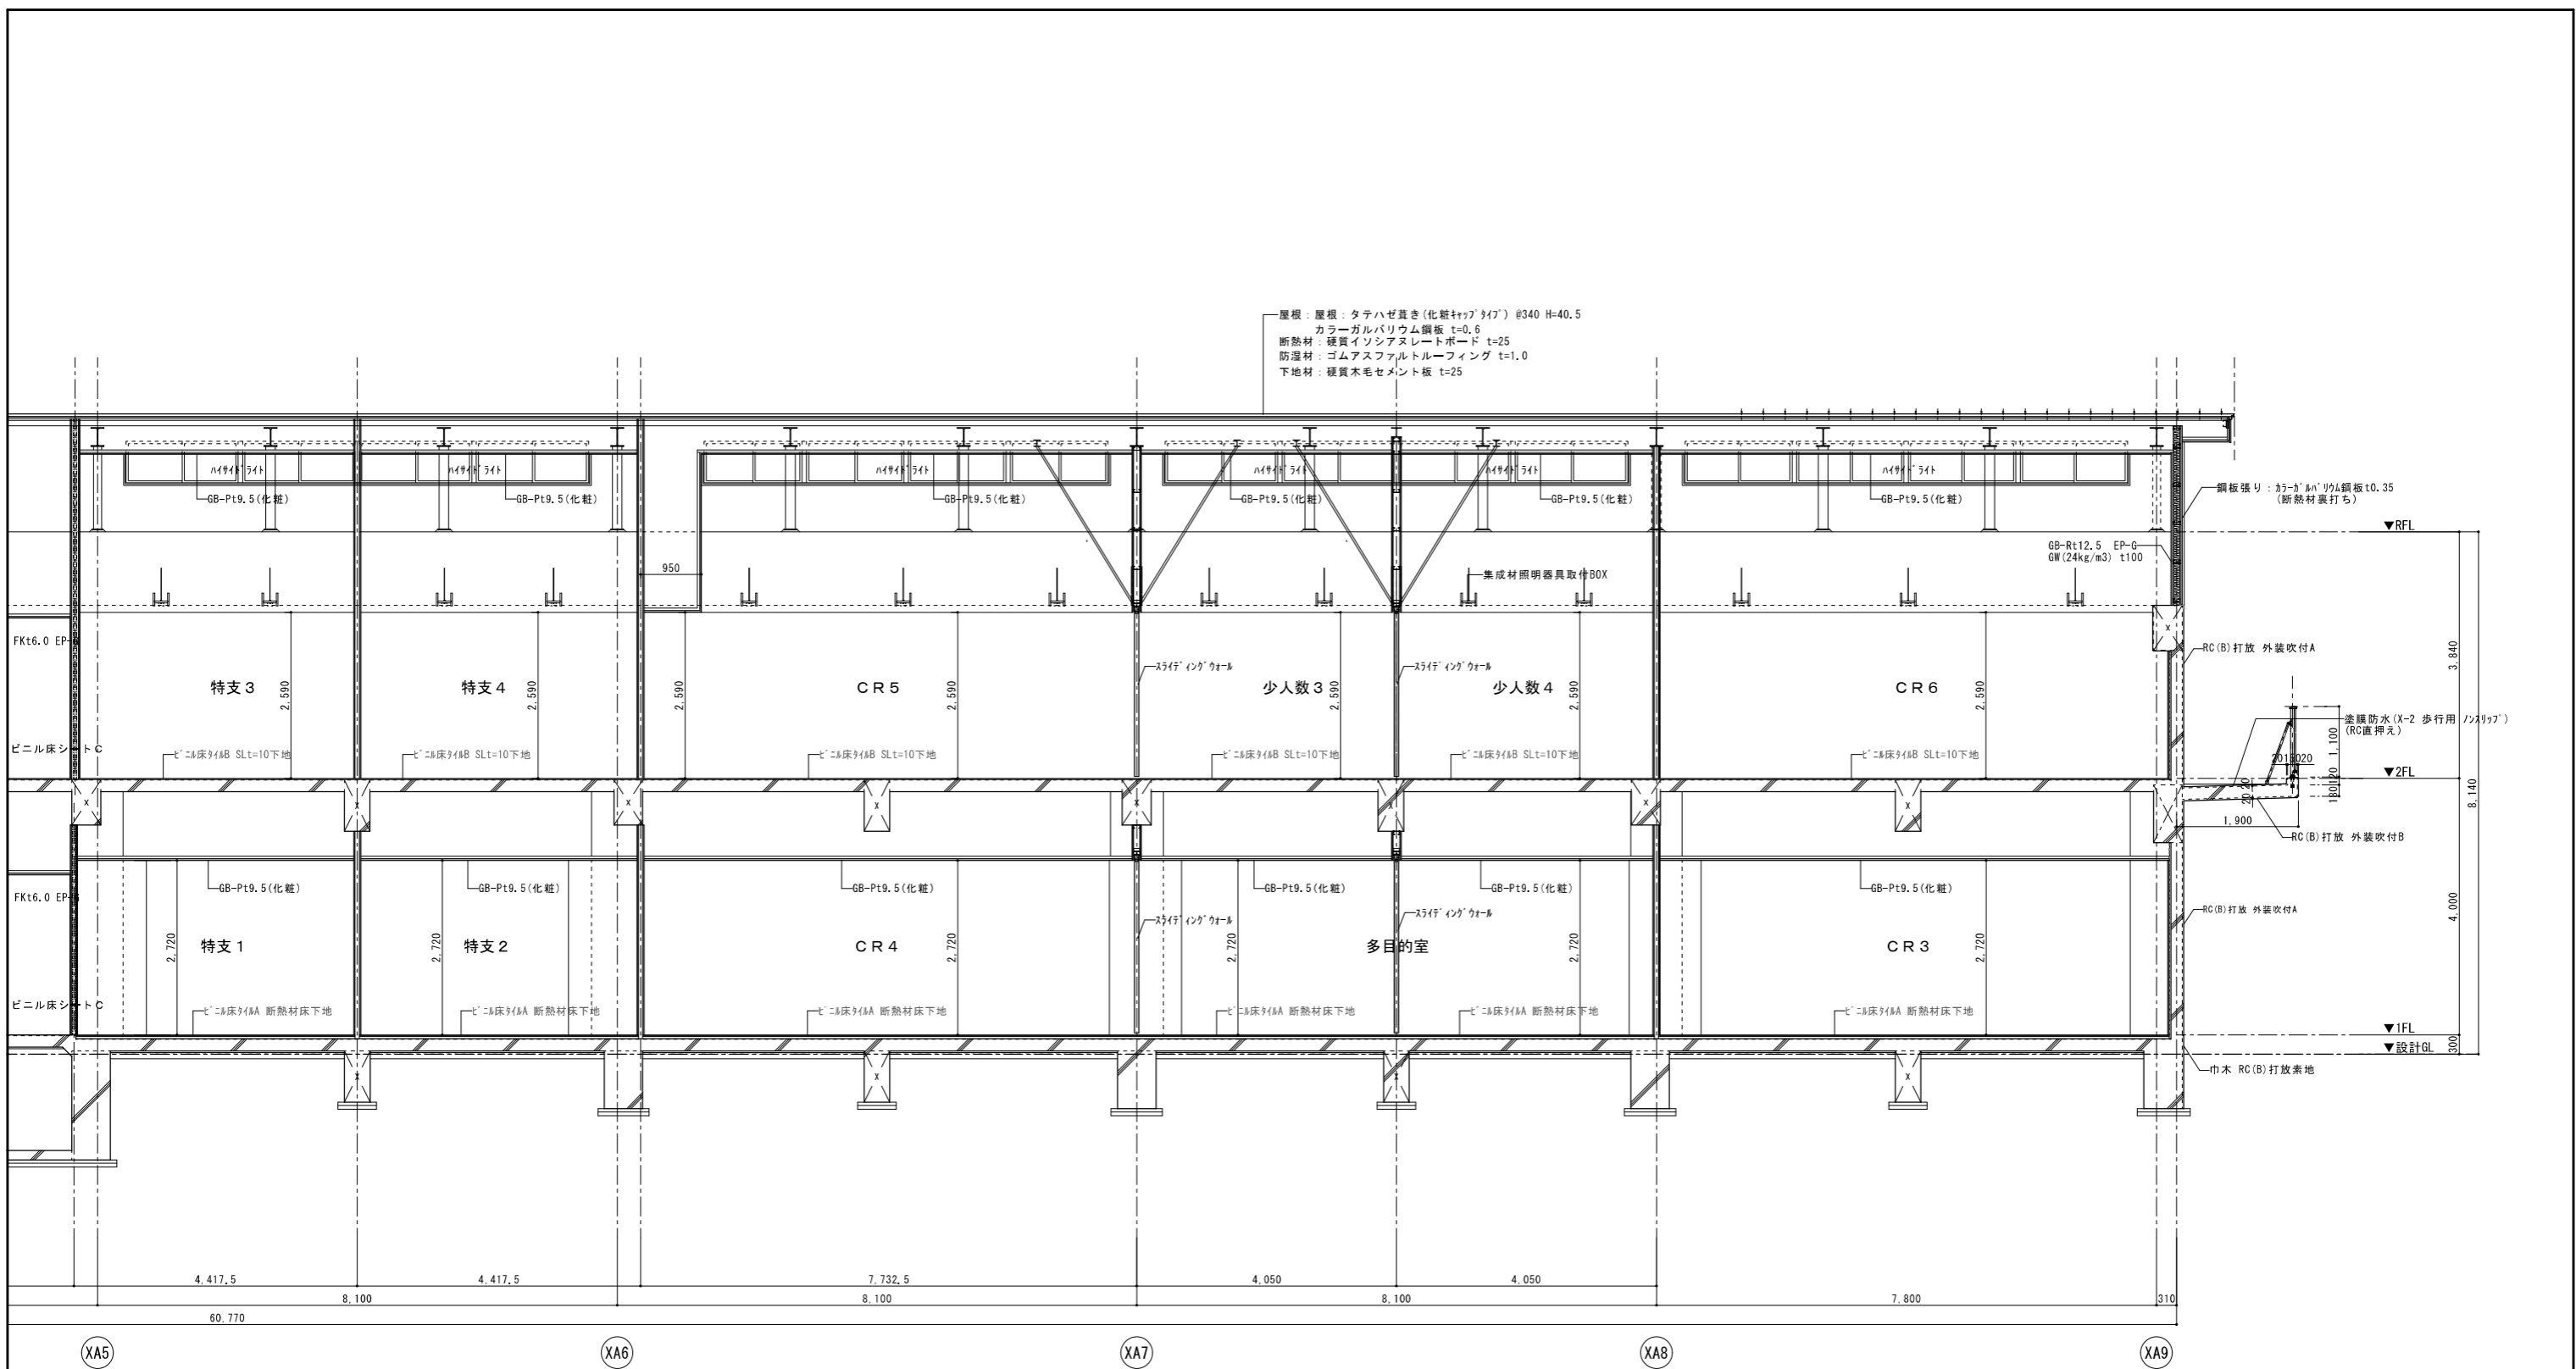 屋根：屋根：タテハゼ葺き(化粧ｷｬｯﾌﾟﾀｲﾌﾟ) @340 H=40.5
カラーガルバリウム鋼板 t=0.6
断熱材：硬質イソシアヌレートボード t=25
防湿材：ゴムアスファルトルーフィング t=1.0
下地材：硬質木毛セメント板 t=25
ﾊｲｻｲﾄﾞﾗｲﾄ
ﾊｲｻｲﾄﾞﾗｲﾄ
ﾊｲｻｲﾄﾞﾗｲﾄ
ﾊｲｻｲﾄﾞﾗｲﾄ
ﾊｲｻｲﾄﾞﾗｲﾄ
ﾊｲｻｲﾄﾞﾗｲﾄ
GB-Pt9.5(化粧)
GB-Pt9.5(化粧)
GB-Pt9.5(化粧)
GB-Pt9.5(化粧)
GB-Pt9.5(化粧)
GB-Pt9.5(化粧)
鋼板張り：ｶﾗｰｶﾞﾙﾊﾞﾘｳﾑ鋼板t0.35
(断熱材裏打ち)
▼RFL
GB-Rt12.5 EP-G
GW(24kg/m3) t100
950
集成材照明器具取付BOX
FKt6.0 EP-G
RC(B)打放 外装吹付A
3,840
ｽﾗｲﾃﾞｨﾝｸﾞｳｫｰﾙ
ｽﾗｲﾃﾞｨﾝｸﾞｳｫｰﾙ
特支３
2,590
特支４
2,590
2,590
ＣＲ５
2,590
少人数３
2,590
少人数４
2,590
ＣＲ６
2,590
塗膜防水(X-2 歩行用 ﾉﾝｽﾘｯﾌﾟ)
(RC直押え)
1,100
ビニル床シートＣ
ﾋﾞﾆﾙ床ﾀｲﾙB SLt=10下地
ﾋﾞﾆﾙ床ﾀｲﾙB SLt=10下地
ﾋﾞﾆﾙ床ﾀｲﾙB SLt=10下地
ﾋﾞﾆﾙ床ﾀｲﾙB SLt=10下地
ﾋﾞﾆﾙ床ﾀｲﾙB SLt=10下地
ﾋﾞﾆﾙ床ﾀｲﾙB SLt=10下地
▼2FL
180
120
20
20
8,140
1,900
RC(B)打放 外装吹付B
FKt6.0 EP-G
GB-Pt9.5(化粧)
GB-Pt9.5(化粧)
GB-Pt9.5(化粧)
GB-Pt9.5(化粧)
GB-Pt9.5(化粧)
GB-Pt9.5(化粧)
RC(B)打放 外装吹付A
4,000
ｽﾗｲﾃﾞｨﾝｸﾞｳｫｰﾙ
ｽﾗｲﾃﾞｨﾝｸﾞｳｫｰﾙ
2,720
特支１
2,720
特支２
ＣＲ４
2,720
2,720
多目的室
2,720
ＣＲ３
2,720
ビニル床シートＣ
ﾋﾞﾆﾙ床ﾀｲﾙA 断熱材床下地
ﾋﾞﾆﾙ床ﾀｲﾙA 断熱材床下地
ﾋﾞﾆﾙ床ﾀｲﾙA 断熱材床下地
ﾋﾞﾆﾙ床ﾀｲﾙA 断熱材床下地
ﾋﾞﾆﾙ床ﾀｲﾙA 断熱材床下地
ﾋﾞﾆﾙ床ﾀｲﾙA 断熱材床下地
▼1FL
▼設計GL
300
巾木 RC(B)打放素地
4,417.5
4,417.5
7,732.5
4,050
4,050
8,100
8,100
8,100
7,800
310
60,770
XA5
XA6
XA7
XA8
XA9